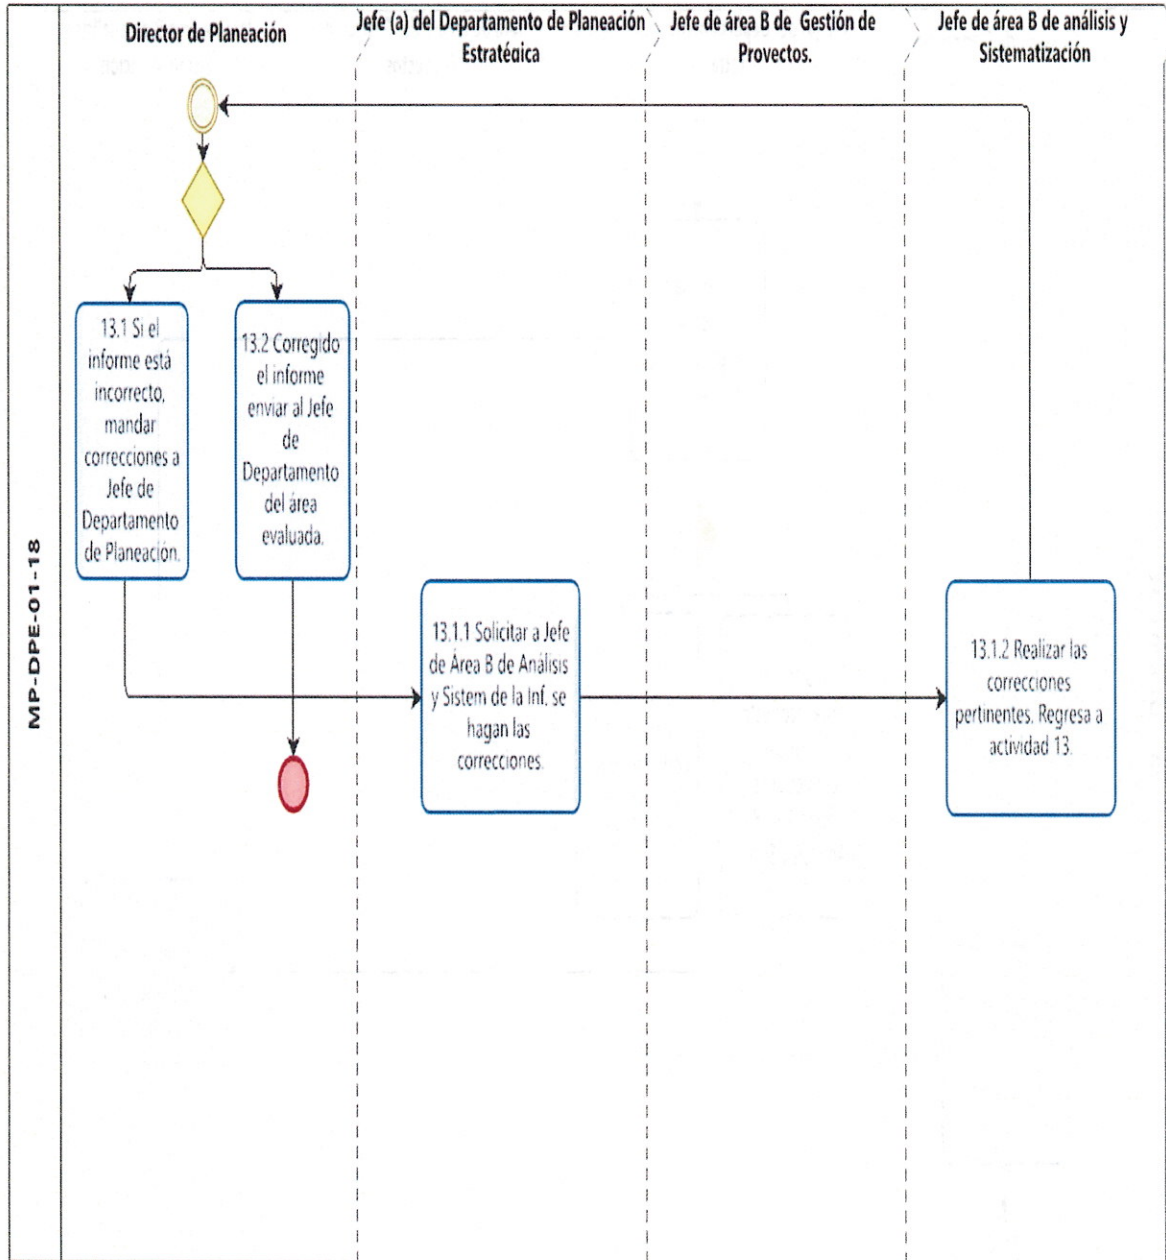 Director de Planeación
Jefe (a) del Departamento de Planeación
Estratégica
Jefe de área B de Gestión de
Proyectos.
Jefe de área B de análisis y
Sistematización
MP-DPE-01-18
13.1 Si el
informe está
incorrecto,
mandar
correcciones a
Jefe de
Departamento
de Planeación.
13.2 Corregido
el informe
enviar al Jefe
de
Departamento
del área
evaluada.
13.1.1 Solicitar a Jefe
de Área B de Análisis
y Sistem de la Inf. se
hagan las
correcciones.
13.1.2 Realizar las
correcciones
pertinentes. Regresa a
actividad 13.